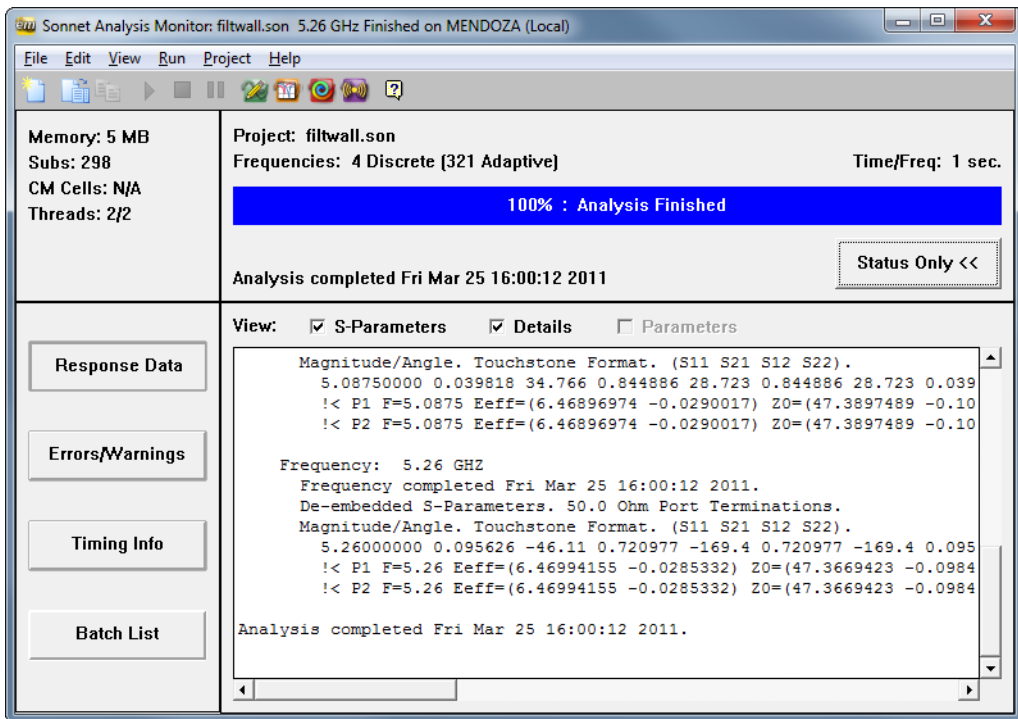 Sonnet Analysis Monitor: filtwall.son 5.26 GHz Finished on MENDOZA (Local)
File Edit View Run Project Help
Memory: 5 MB
Subs: 298
CM Cells: N/A
Threads: 2/2
Project: filtwall.son
Frequencies: 4 Discrete (321 Adaptive) Time/Freq: 1 sec.
100% : Analysis Finished
Status Only <<
Analysis completed Fri Mar 25 16:00:12 2011
View: S-Parameters Details Parameters
Response Data
Errors/Warnings
Timing Info
Batch List
Magnitude/Angle. Touchstone Format. (S11 S21 S12 S22).
5.08750000 0.039818 34.766 0.844886 28.723 0.844886 28.723 0.039
!< P1 F=5.0875 Eeff=(6.46896974 -0.0290017) Z0=(47.3897489 -0.10
!< P2 F=5.0875 Eeff=(6.46896974 -0.0290017) Z0=(47.3897489 -0.10
Frequency: 5.26 GHZ
Frequency completed Fri Mar 25 16:00:12 2011.
De-embedded S-Parameters. 50.0 Ohm Port Terminations.
Magnitude/Angle. Touchstone Format. (S11 S21 S12 S22).
5.26000000 0.095626 -46.11 0.720977 -169.4 0.720977 -169.4 0.095
!< P1 F=5.26 Eeff=(6.46994155 -0.0285332) Z0=(47.3669423 -0.0984
!< P2 F=5.26 Eeff=(6.46994155 -0.0285332) Z0=(47.3669423 -0.0984
Analysis completed Fri Mar 25 16:00:12 2011.